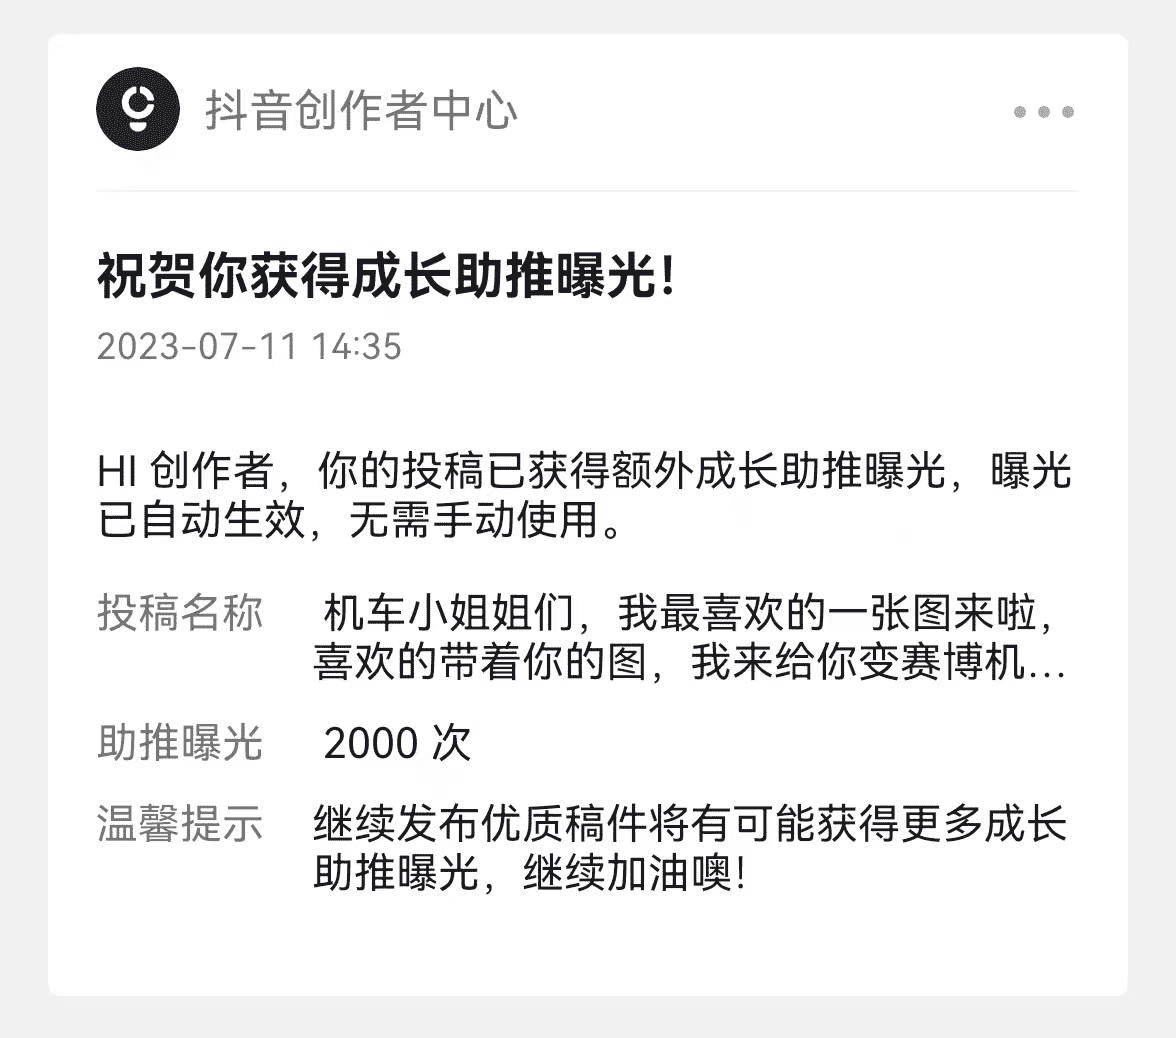 抖音创作者中心
祝贺你获得成长助推曝光!
2023-07-11 14:35
HI 创作者，你的投稿已获得额外成长助推曝光，曝光
已自动生效，无需手动使用。
投稿名称 机车小姐姐们，我最喜欢的一张图来啦，
喜欢的带着你的图，我来给你变赛博机...
助推曝光 2000 次
温馨提示 继续发布优质稿件将有可能获得更多成长
助推曝光，继续加油噢!